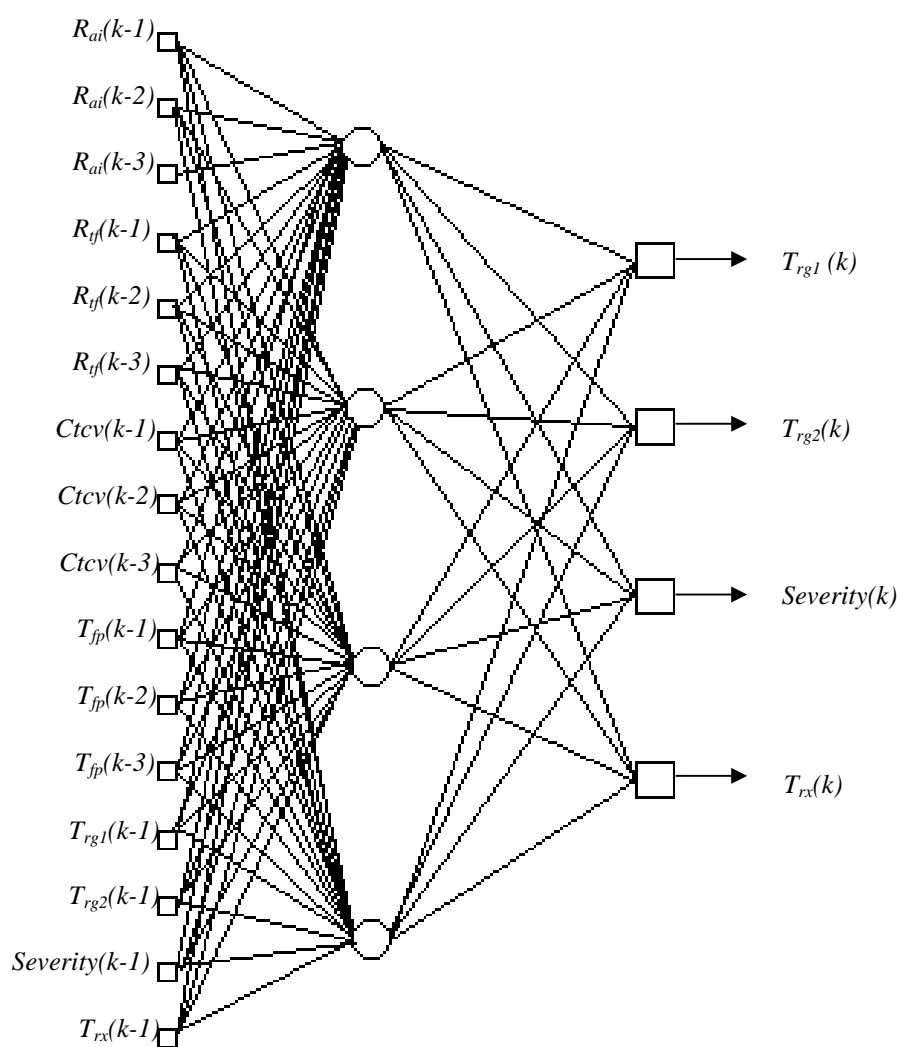 R_ai(k-1)
R_ai(k-2)
R_ai(k-3)
R_tf(k-1)
R_tf(k-2)
R_tf(k-3)
Ctcv(k-1)
Ctcv(k-2)
Ctcv(k-3)
T_fp(k-1)
T_fp(k-2)
T_fp(k-3)
T_rg1(k-1)
T_rg2(k-1)
Severity(k-1)
T_rx(k-1)
T_rg1 (k)
T_rg2(k)
Severity(k)
T_rx(k)